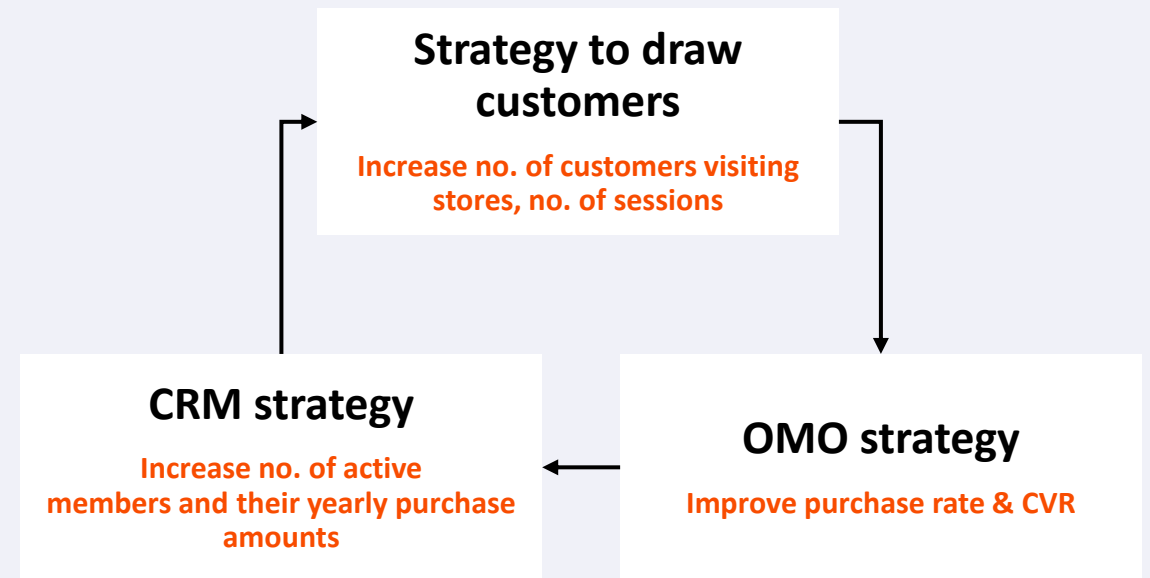 Strategy to draw
customers
Increase no. of customers visiting
stores, no. of sessions
CRM strategy
Increase no. of active
members and their yearly purchase
amounts
OMO strategy
Improve purchase rate & CVR